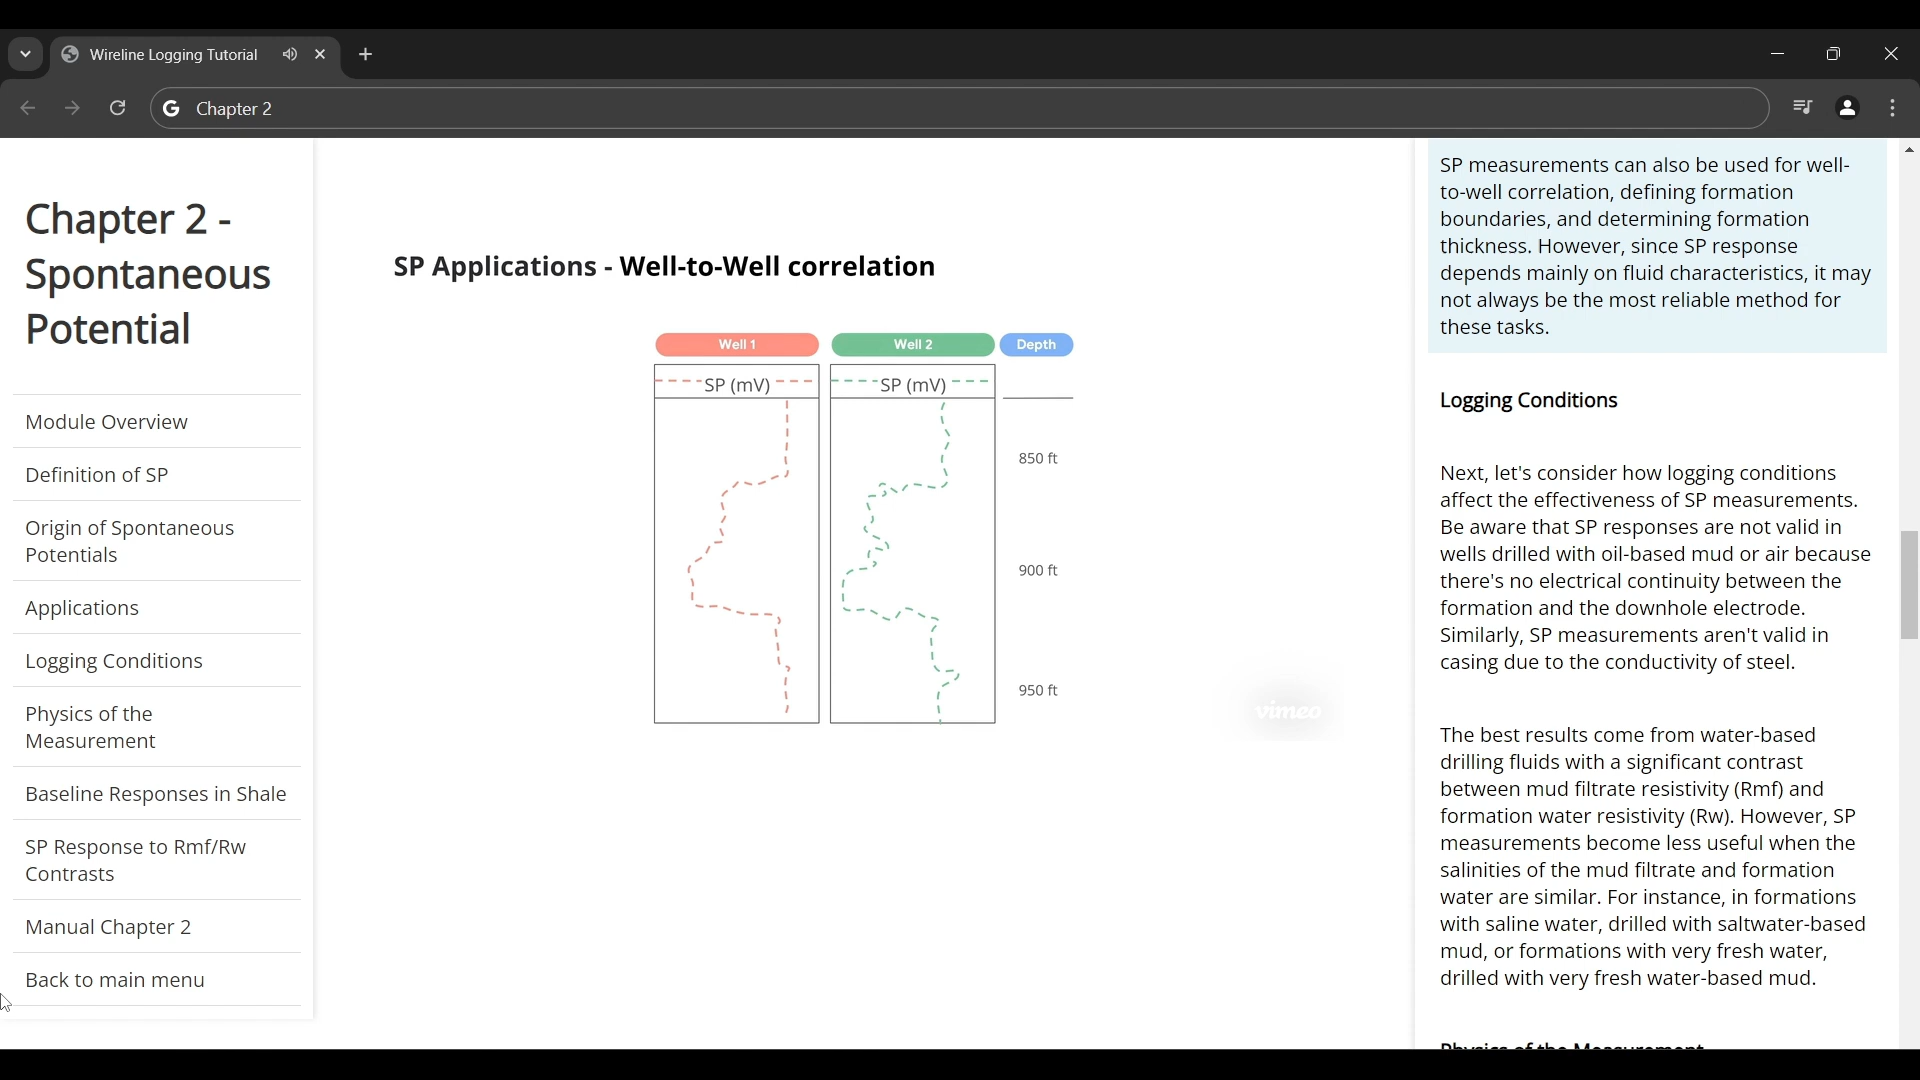 Wireline Logging Tutorial
Chapter 2
Chapter 2 -
Spontaneous
Potential
Module Overview
Definition of SP
Origin of Spontaneous
Potentials
Applications
Logging Conditions
Physics of the
Measurement
Baseline Responses in Shale
SP Response to Rmf/Rw
Contrasts
Manual Chapter 2
Back to main menu
SP Applications - Well-to-Well correlation
Well 1 Well 2 Depth
SP (mV) SP (mV)
850 ft
900 ft
950 ft
vimeo
SP measurements can also be used for well-
to-well correlation, defining formation
boundaries, and determining formation
thickness. However, since SP response
depends mainly on fluid characteristics, it may
not always be the most reliable method for
these tasks.
Logging Conditions
Next, let's consider how logging conditions
affect the effectiveness of SP measurements.
Be aware that SP responses are not valid in
wells drilled with oil-based mud or air because
there's no electrical continuity between the
formation and the downhole electrode.
Similarly, SP measurements aren't valid in
casing due to the conductivity of steel.
The best results come from water-based
drilling fluids with a significant contrast
between mud filtrate resistivity (Rmf) and
formation water resistivity (Rw). However, SP
measurements become less useful when the
salinities of the mud filtrate and formation
water are similar. For instance, in formations
with saline water, drilled with saltwater-based
mud, or formations with very fresh water,
drilled with very fresh water-based mud.
Physics of the Measurement